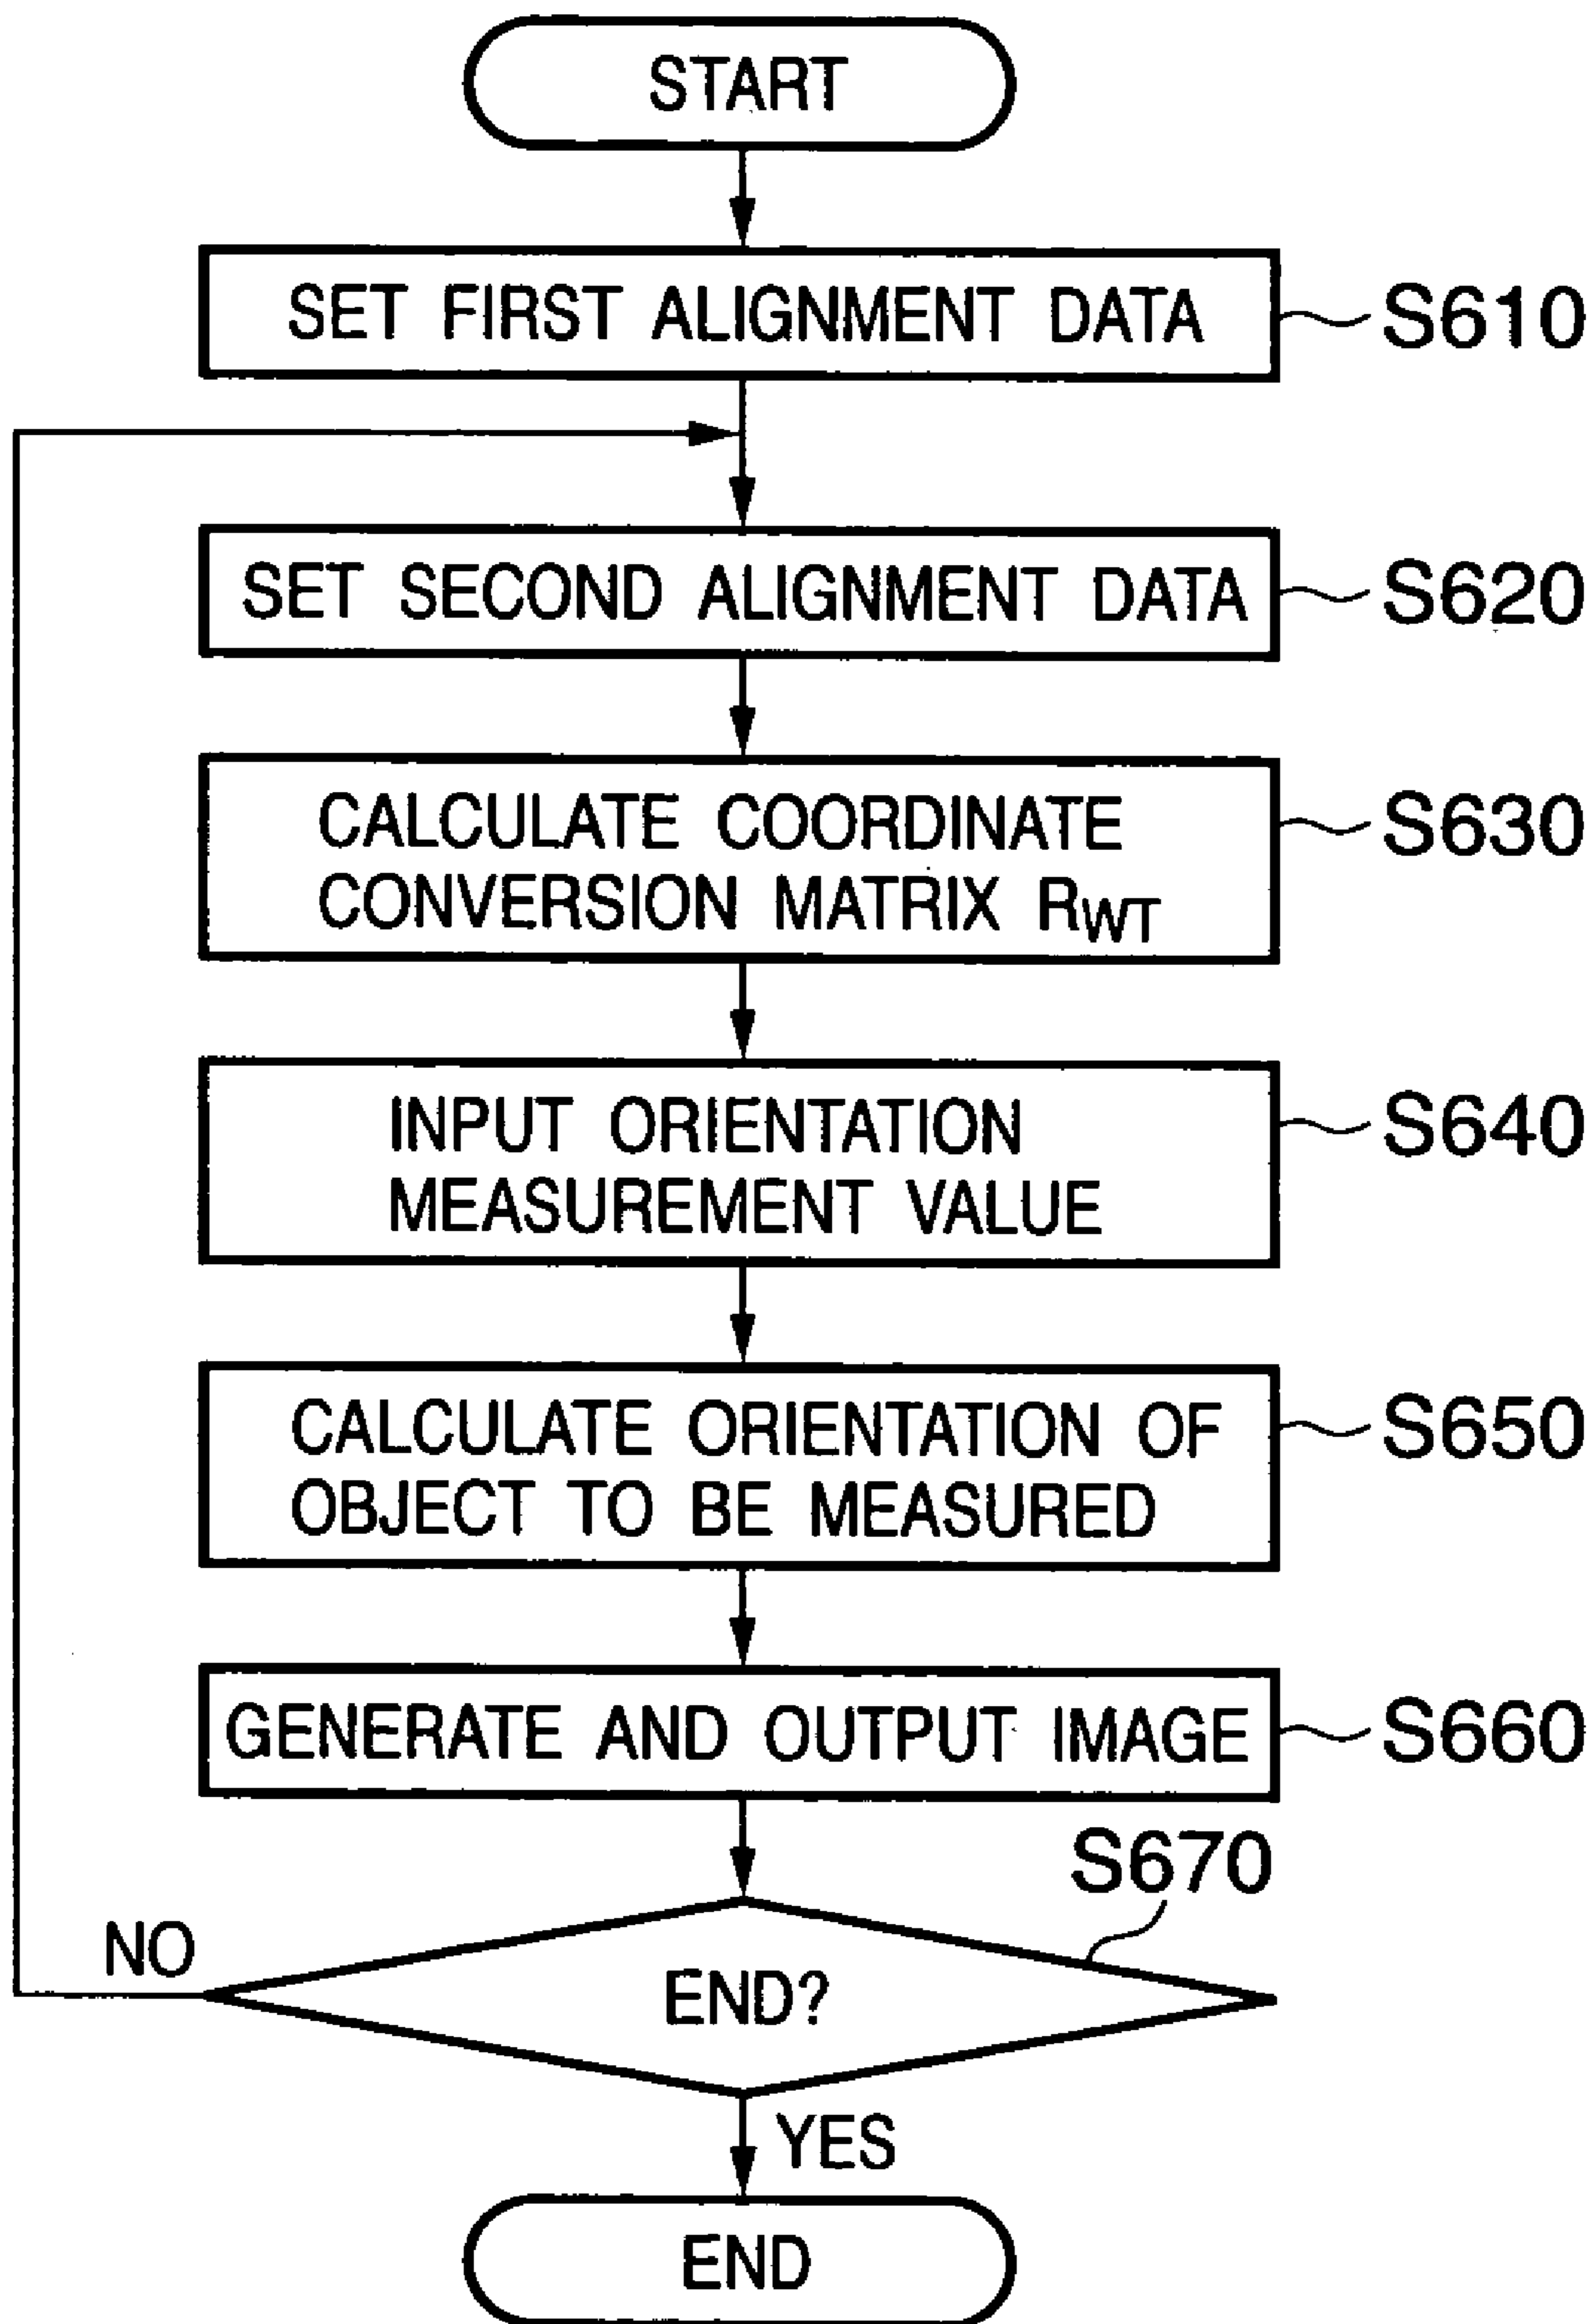 START
SET FIRST ALIGNMENT DATA
S610
SET SECOND ALIGNMENT DATA
S620
CALCULATE COORDINATE
CONVERSION MATRIX RWT
S630
INPUT ORIENTATION
MEASUREMENT VALUE
S640
CALCULATE ORIENTATION OF
OBJECT TO BE MEASURED
S650
GENERATE AND OUTPUT IMAGE
S660
S670
NO
END?
YES
END